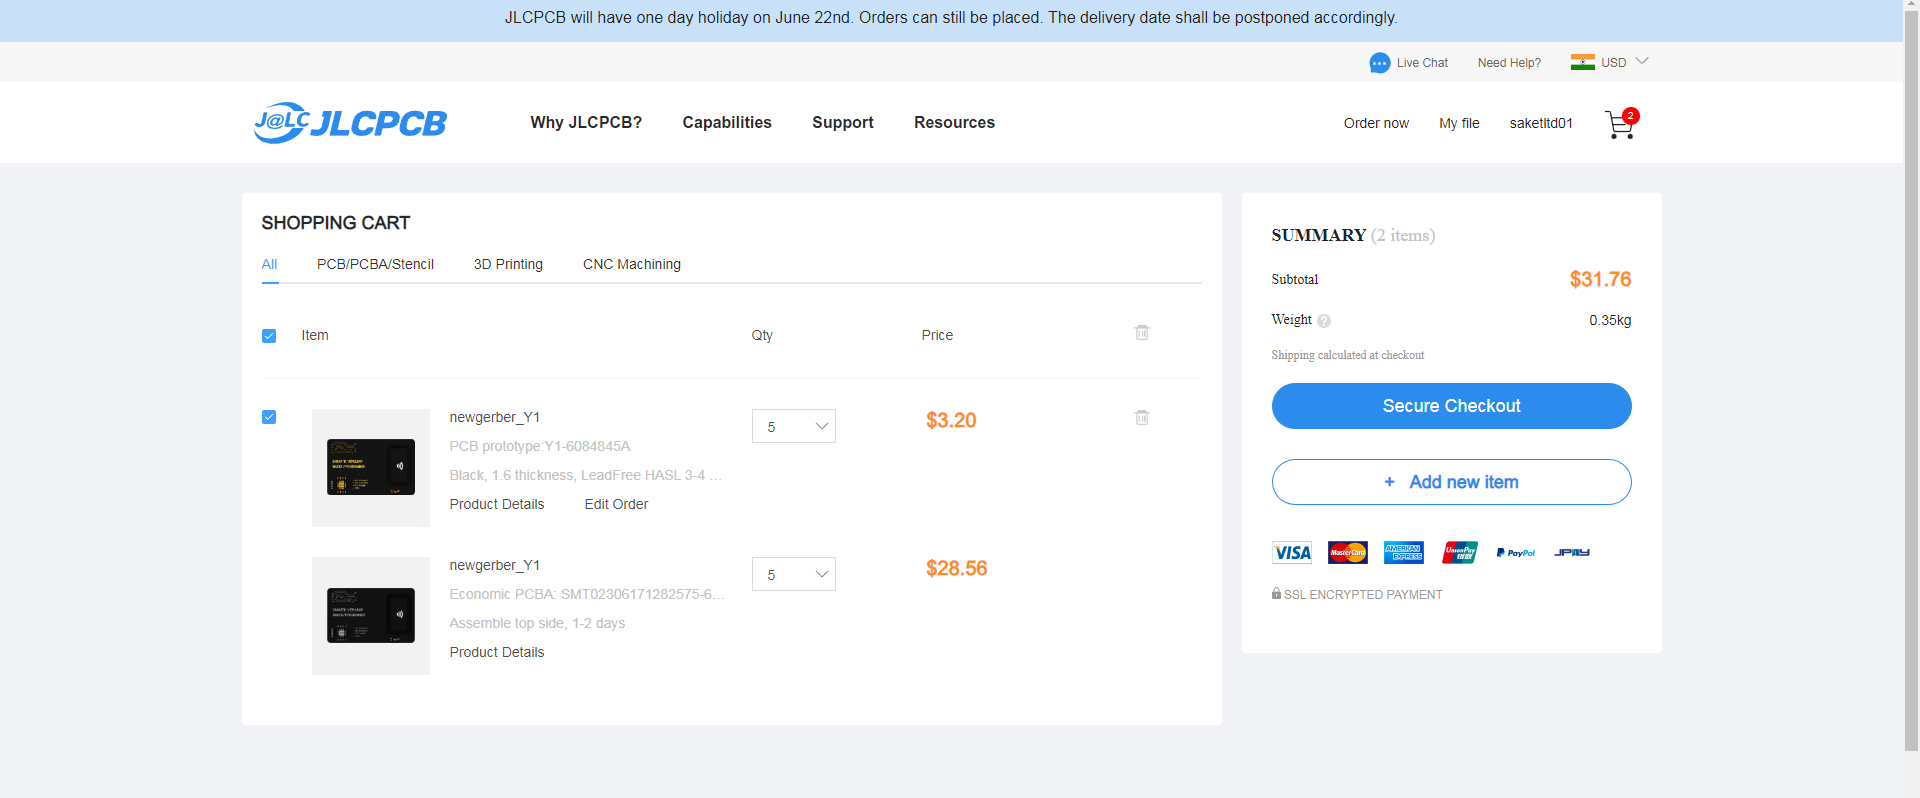 JLCPCB will have one day holiday on June 22nd. Orders can still be placed. The delivery date shall be postponed accordingly.
Live Chat
Need Help?
USD
J@LC JLCPCB
Why JLCPCB?
Capabilities
Support
Resources
Order now
My file
saketltd01
2
SHOPPING CART
All
PCB/PCBA/Stencil
3D Printing
CNC Machining
Item
Qty
Price
newgerber_Y1
PCB prototype:Y1-6084845A
Black, 1.6 thickness, LeadFree HASL 3-4 ...
Product Details
Edit Order
5
$3.20
newgerber_Y1
Economic PCBA: SMT02306171282575-6...
Assemble top side, 1-2 days
Product Details
5
$28.56
SUMMARY (2 items)
Subtotal
$31.76
Weight ?
0.35kg
Shipping calculated at checkout
Secure Checkout
+ Add new item
VISA
MasterCard
AMERICAN EXPRESS
UnionPay
银联
PayPal
JPAY
SSL ENCRYPTED PAYMENT